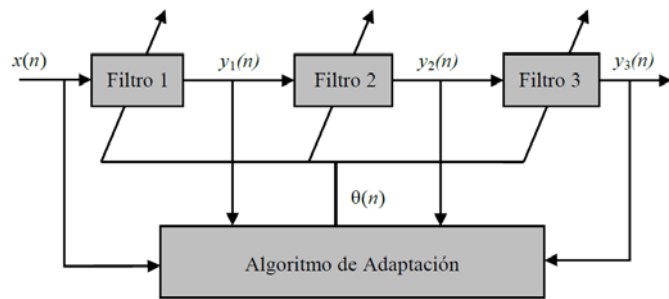 x(n)
Filtro 1
y₁(n)
Filtro 2
y₂(n)
Filtro 3
y₃(n)
θ(n)
Algoritmo de Adaptación